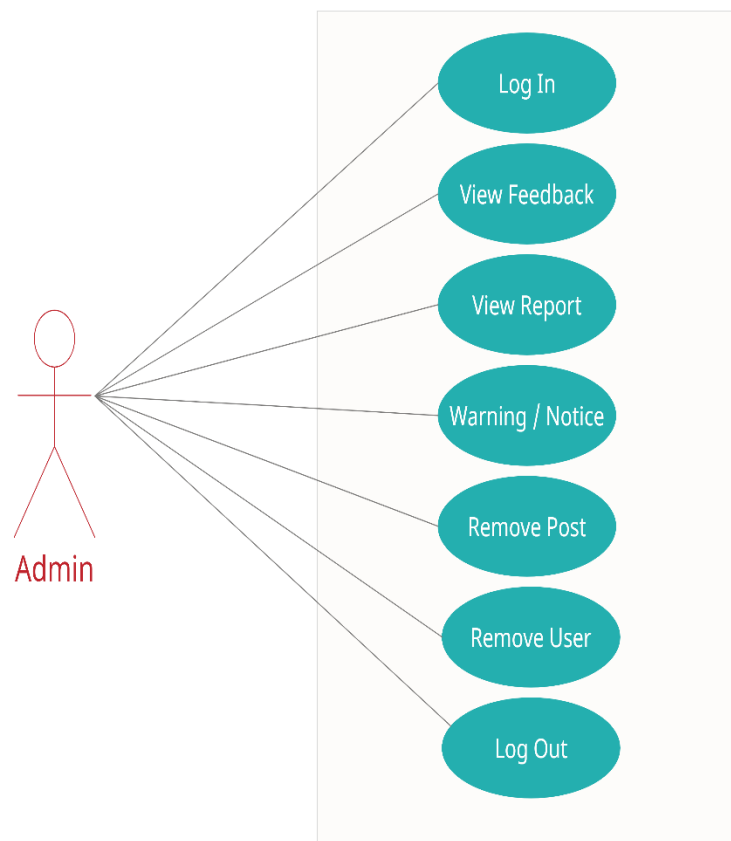 Log In
View Feedback
View Report
Warning / Notice
Remove Post
Admin
Remove User
Log Out